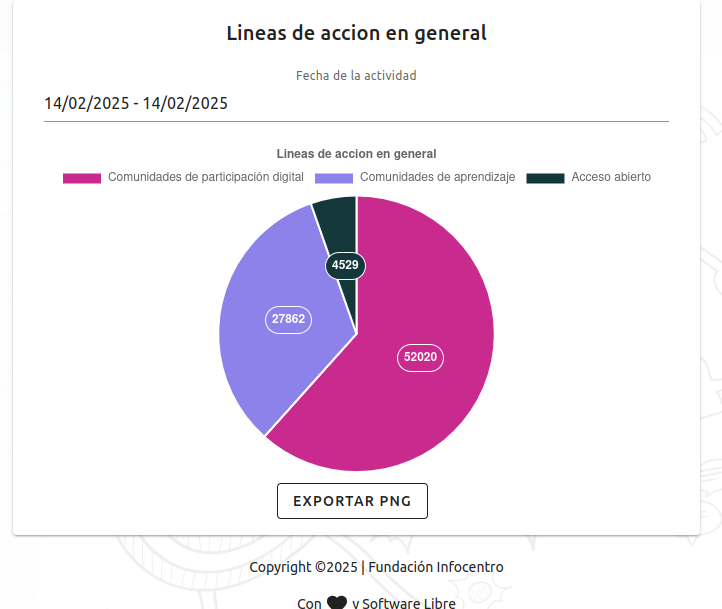 Lineas de accion en general
Fecha de la actividad
14/02/2025 - 14/02/2025
Lineas de accion en general
Comunidades de participación digital Comunidades de aprendizaje Acceso abierto
4529
27862
52020
EXPORTAR PNG
Copyright ©2025 | Fundación Infocentro
Con y Software Libre